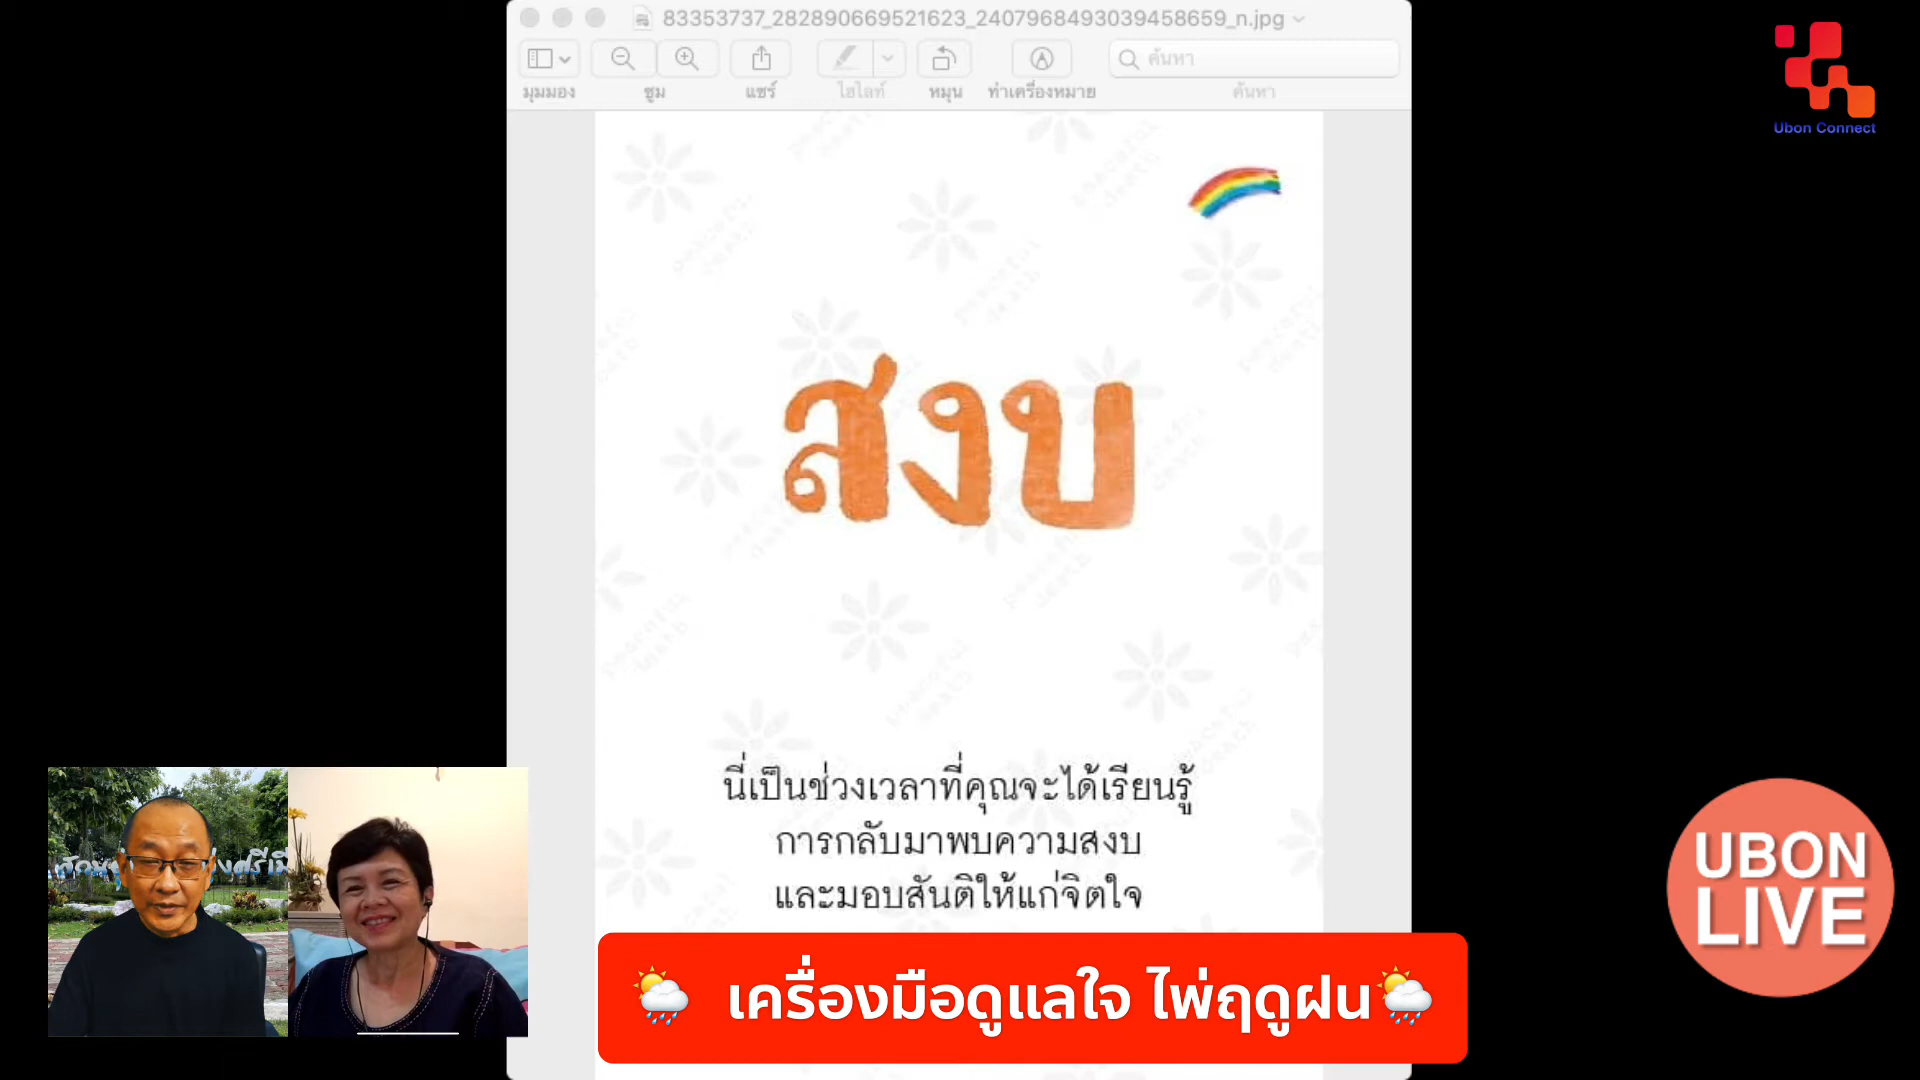 83353737_282890669521623_2407968493039458659_n.jpg
ค้นหา
มุมมอง
ซูม
แชร์
ไฮไลท์
หมุน
ทำเครื่องหมาย
ค้นหา
Ubon Connect
สงบ
นี่เป็นช่วงเวลาที่คุณจะได้เรียนรู้
การกลับมาพบความสงบ
และมอบสันติให้แก่จิตใจ
เครื่องมือดูแลใจ ไพ่ฤดูฝน
UBON
LIVE